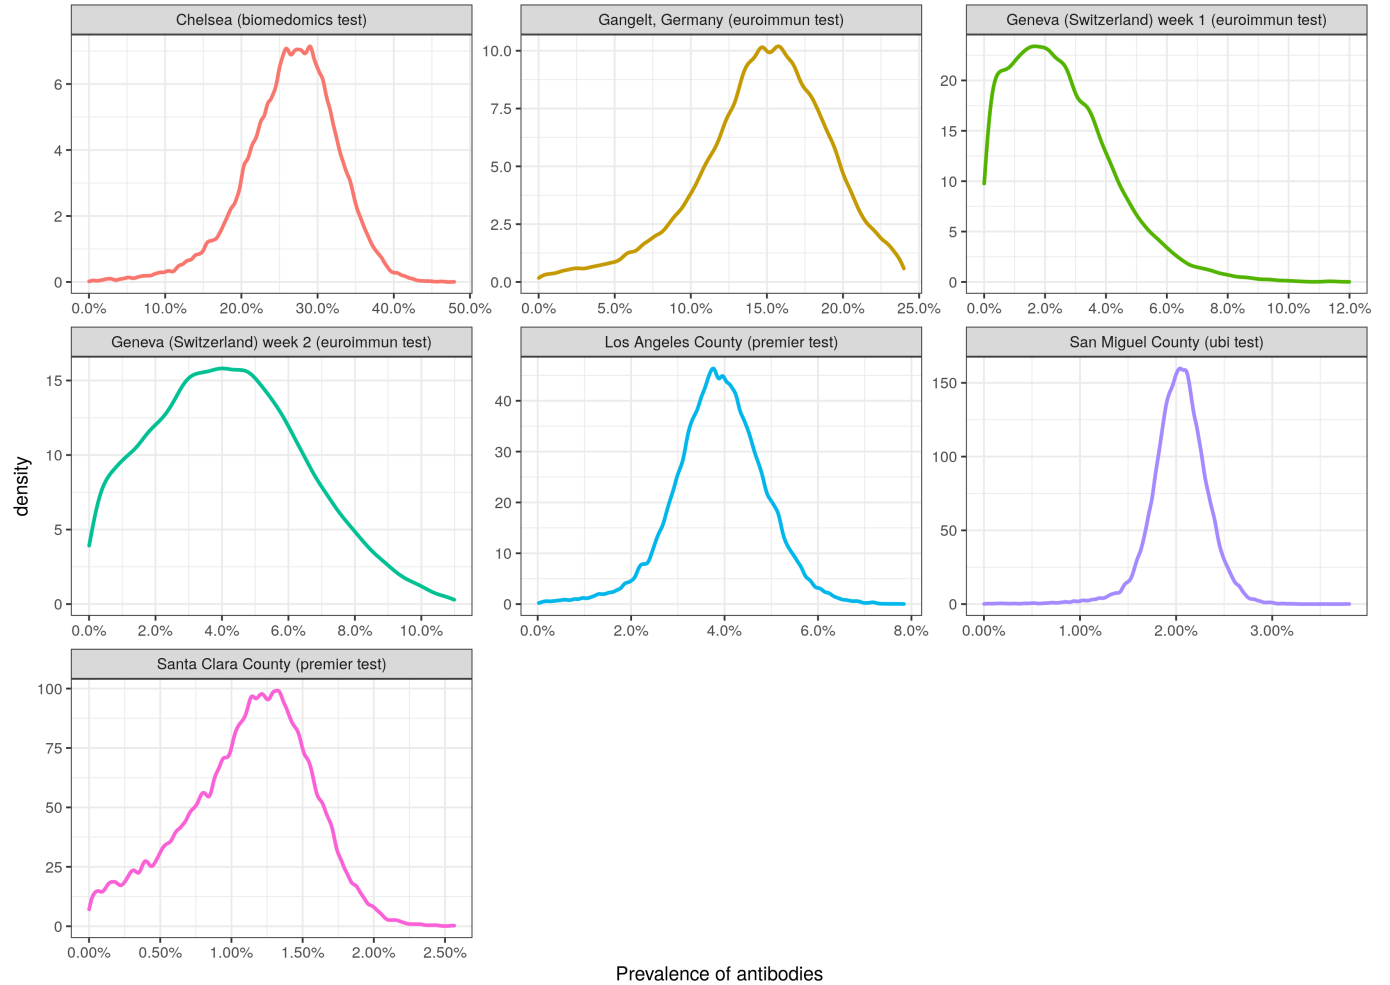 Chelsea (biomedomics test)
Gangelt, Germany (euroimmun test)
Geneva (Switzerland) week 1 (euroimmun test)
6
4
2
0
0.0% 10.0% 20.0% 30.0% 40.0% 50.0%
10.0
7.5
5.0
2.5
0.0
0.0% 5.0% 10.0% 15.0% 20.0% 25.0%
20
15
10
5
0
0.0% 2.0% 4.0% 6.0% 8.0% 10.0% 12.0%
Geneva (Switzerland) week 2 (euroimmun test)
Los Angeles County (premier test)
San Miguel County (ubi test)
density
15
10
5
0
0.0% 2.0% 4.0% 6.0% 8.0% 10.0%
40
30
20
10
0
0.0% 2.0% 4.0% 6.0% 8.0%
150
100
50
0
0.00% 1.00% 2.00% 3.00%
Santa Clara County (premier test)
100
75
50
25
0
0.00% 0.50% 1.00% 1.50% 2.00% 2.50%
Prevalence of antibodies